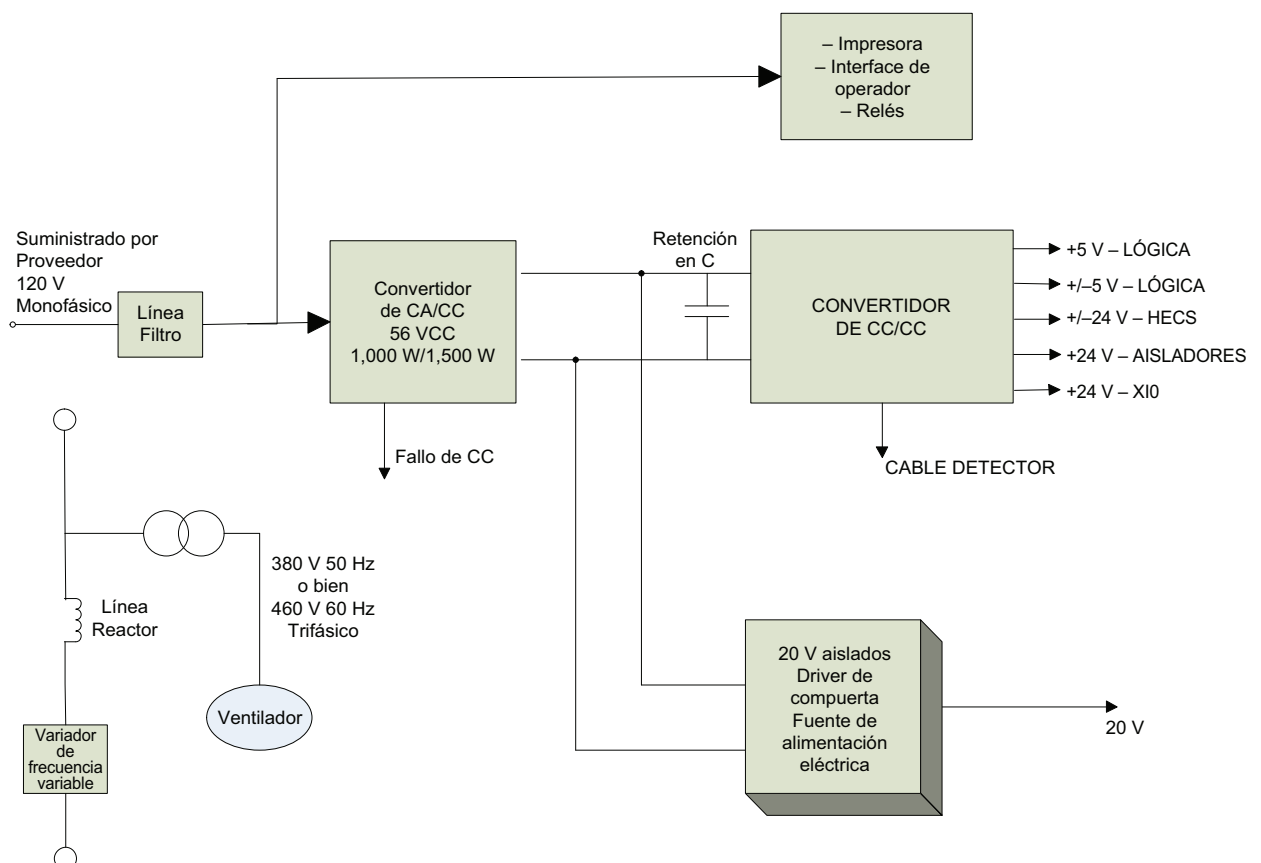 – Impresora
– Interface de
operador
– Relés
Suministrado por
Proveedor
120 V
Monofásico
Línea
Filtro
Convertidor
de CA/CC
56 VCC
1,000 W/1,500 W
Retención
en C
CONVERTIDOR
DE CC/CC
+5 V – LÓGICA
+/–5 V – LÓGICA
+/–24 V – HECS
+24 V – AISLADORES
+24 V – XI0
Fallo de CC
CABLE DETECTOR
380 V 50 Hz
o bien
460 V 60 Hz
Trifásico
Línea
Reactor
Ventilador
Variador
de
frecuencia
variable
20 V aislados
Driver de
compuerta
Fuente de
alimentación
eléctrica
20 V